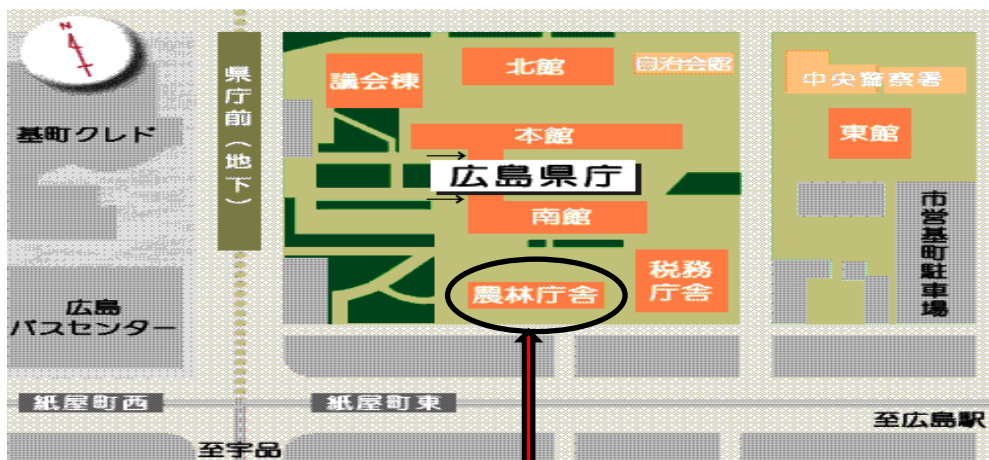 N
県庁前(地下)
議会棟
北館
自治会館
中央警察署
基町クレド
本館
東館
広島県庁
南館
市営基町駐車場
税務
庁舎
農林庁舎
広島
バスセンター
紙屋町西
紙屋町東
至広島駅
至宇品